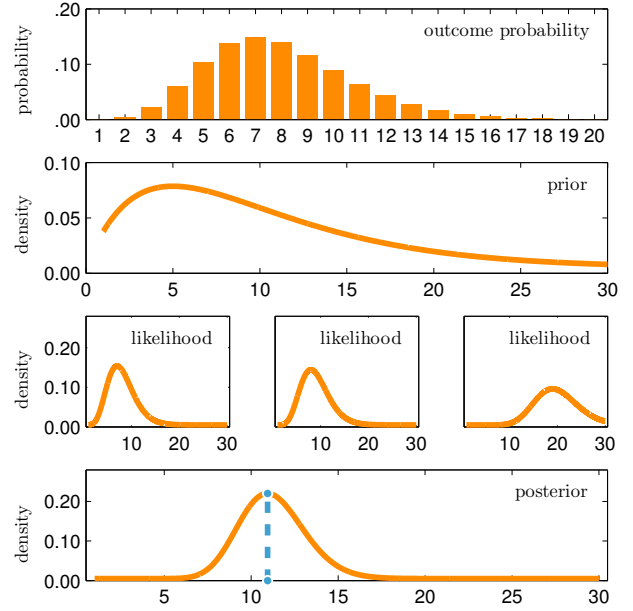 .20
outcome probability
.10
probability
.00
1 2 3 4 5 6 7 8 9 10 11 12 13 14 15 16 17 18 19 20
0.10
prior
0.05
density
0.00
0 5 10 15 20 25 30
likelihood likelihood likelihood
0.20
0.10
density
0.00
10 20 30 10 20 30 10 20 30
posterior
0.20
0.10
density
0.00
5 10 15 20 25 30